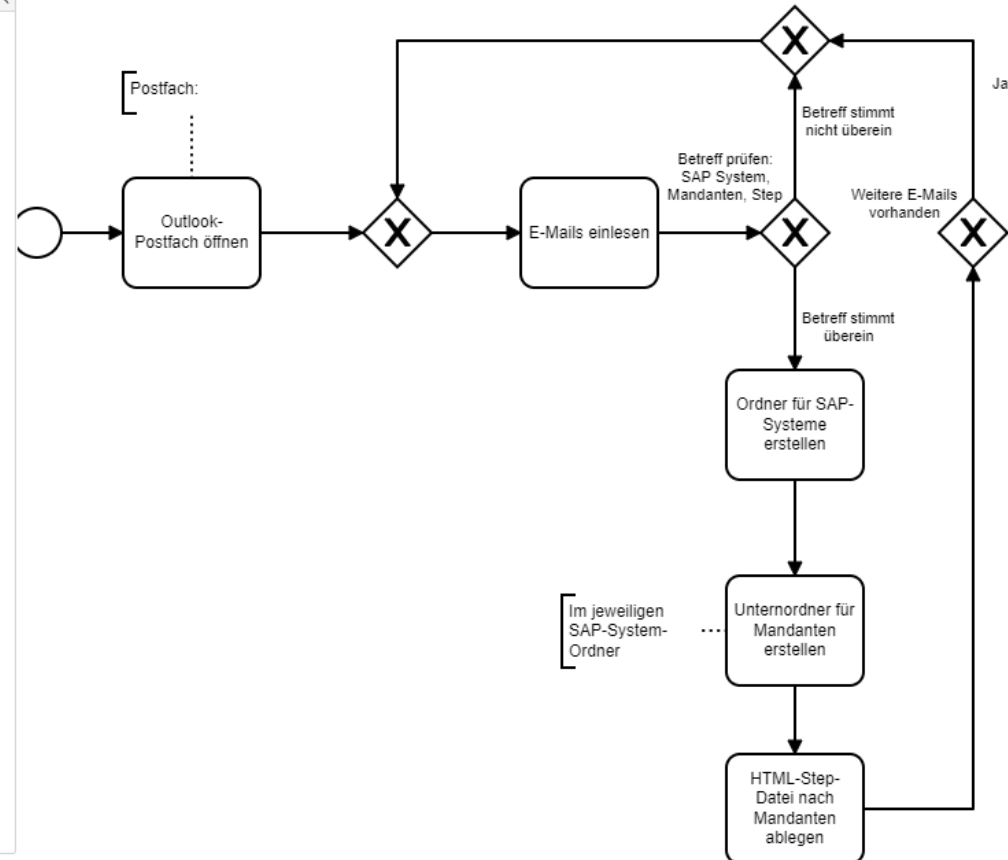 Postfach:
Ja
Betreff stimmt
nicht überein
Betreff prüfen:
SAP System,
Mandanten, Step
Weitere E-Mails
vorhanden
Outlook-
Postfach öffnen
E-Mails einlesen
Betreff stimmt
überein
Ordner für SAP-
Systeme
erstellen
Im jeweiligen
SAP-System-
Ordner
Unternordner für
Mandanten
erstellen
HTML-Step-
Datei nach
Mandanten
ablegen